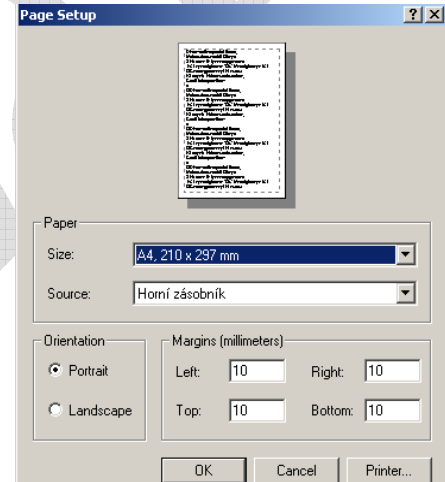 Page Setup
Paper
Size: A4, 210 x 297 mm
Source: Horní zásobník
Orientation
Portrait
Landscape
Margins (millimeters)
Left: 10 Right: 10
Top: 10 Bottom: 10
OK Cancel Printer...